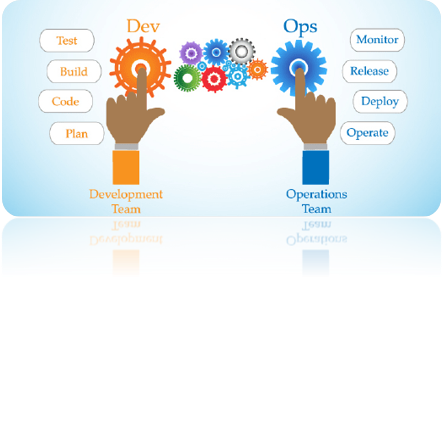 Dev
Ops
Test
Build
Code
Plan
Monitor
Release
Deploy
Operate
Development
Team
Operations
Team